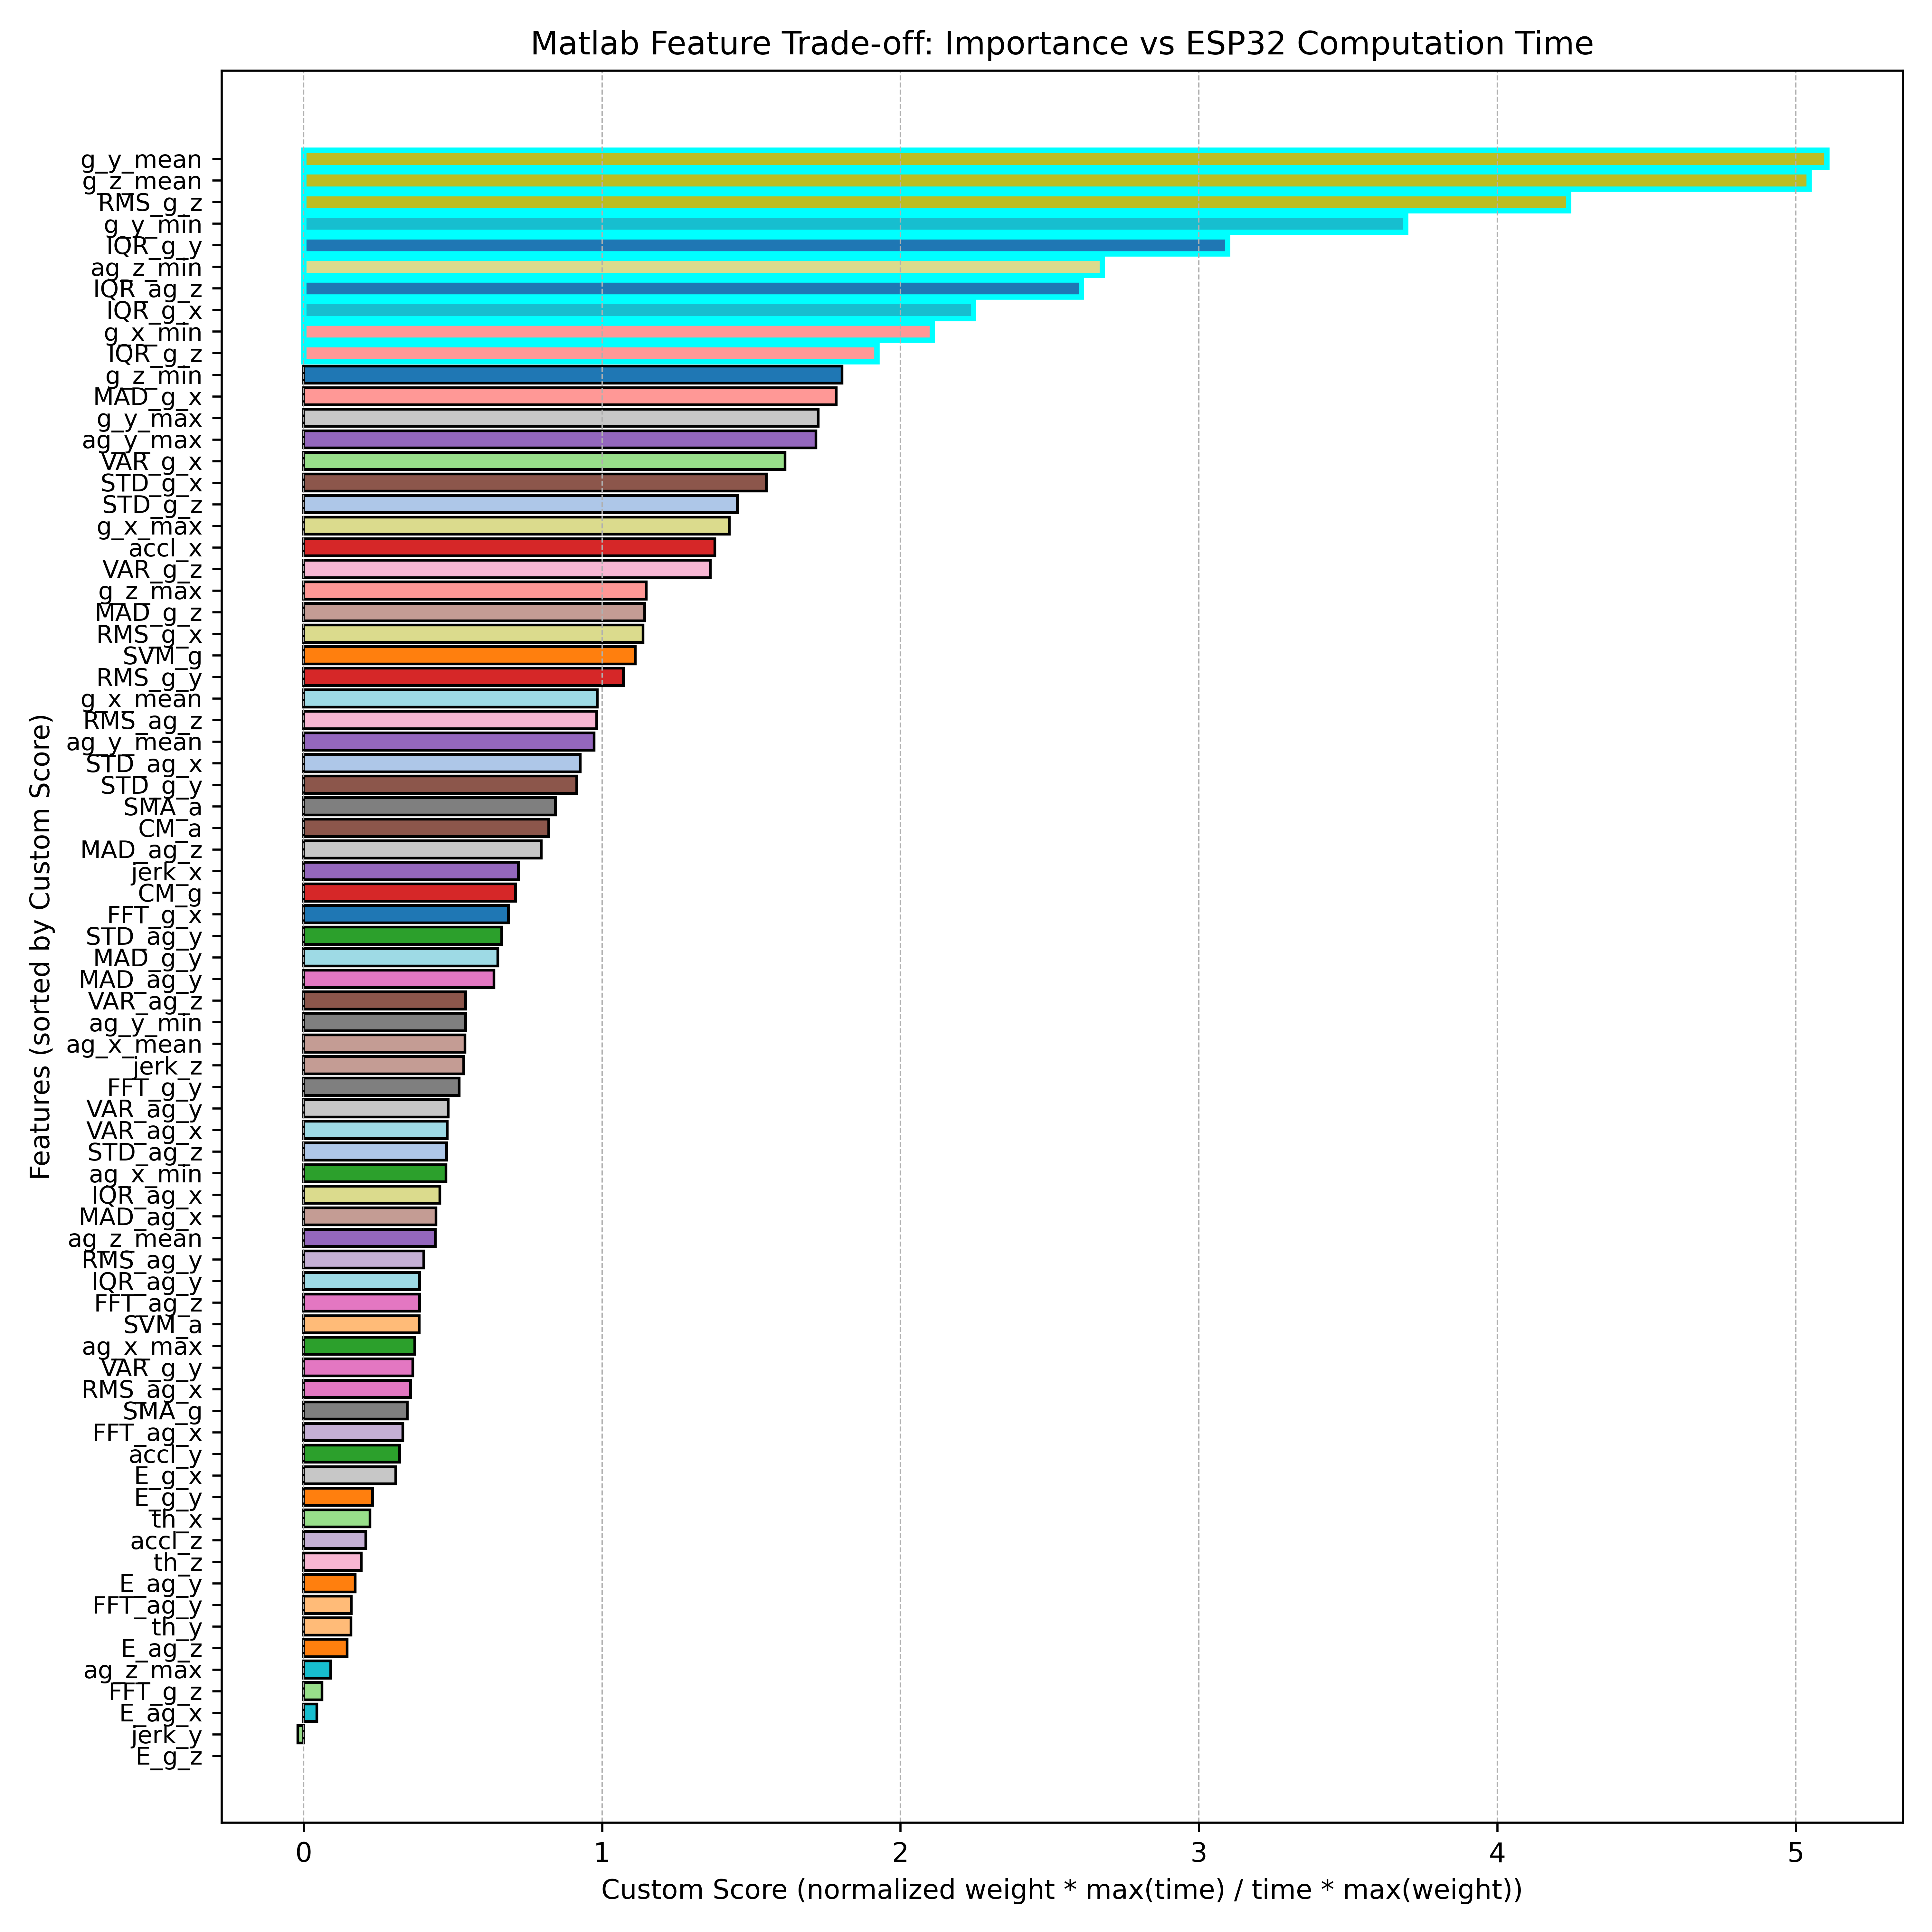 Matlab Feature Trade-off: Importance vs ESP32 Computation Time
Features (sorted by Custom Score)
g_y_mean
g_z_mean
RMS_g_z
g_y_min
IQR_g_y
ag_z_min
IQR_ag_z
IQR_g_x
g_x_min
IQR_g_z
g_z_min
MAD_g_x
g_y_max
ag_y_max
VAR_g_x
STD_g_x
STD_g_z
g_x_max
accl_x
VAR_g_z
g_z_max
MAD_g_z
RMS_g_x
SVM_g
RMS_g_y
g_x_mean
RMS_ag_z
ag_y_mean
STD_ag_x
STD_g_y
SMA_a
CM_a
MAD_ag_z
jerk_x
CM_g
FFT_g_x
STD_ag_y
MAD_g_y
MAD_ag_y
VAR_ag_z
ag_y_min
ag_x_mean
jerk_z
FFT_g_y
VAR_ag_y
VAR_ag_x
STD_ag_z
ag_x_min
IQR_ag_x
MAD_ag_x
ag_z_mean
RMS_ag_y
IQR_ag_y
FFT_ag_z
SVM_a
ag_x_max
VAR_g_y
RMS_ag_x
SMA_g
FFT_ag_x
accl_y
E_g_x
E_g_y
th_x
accl_z
th_z
E_ag_y
FFT_ag_y
th_y
E_ag_z
ag_z_max
FFT_g_z
E_ag_x
jerk_y
E_g_z
0 1 2 3 4 5
Custom Score (normalized weight * max(time) / time * max(weight))